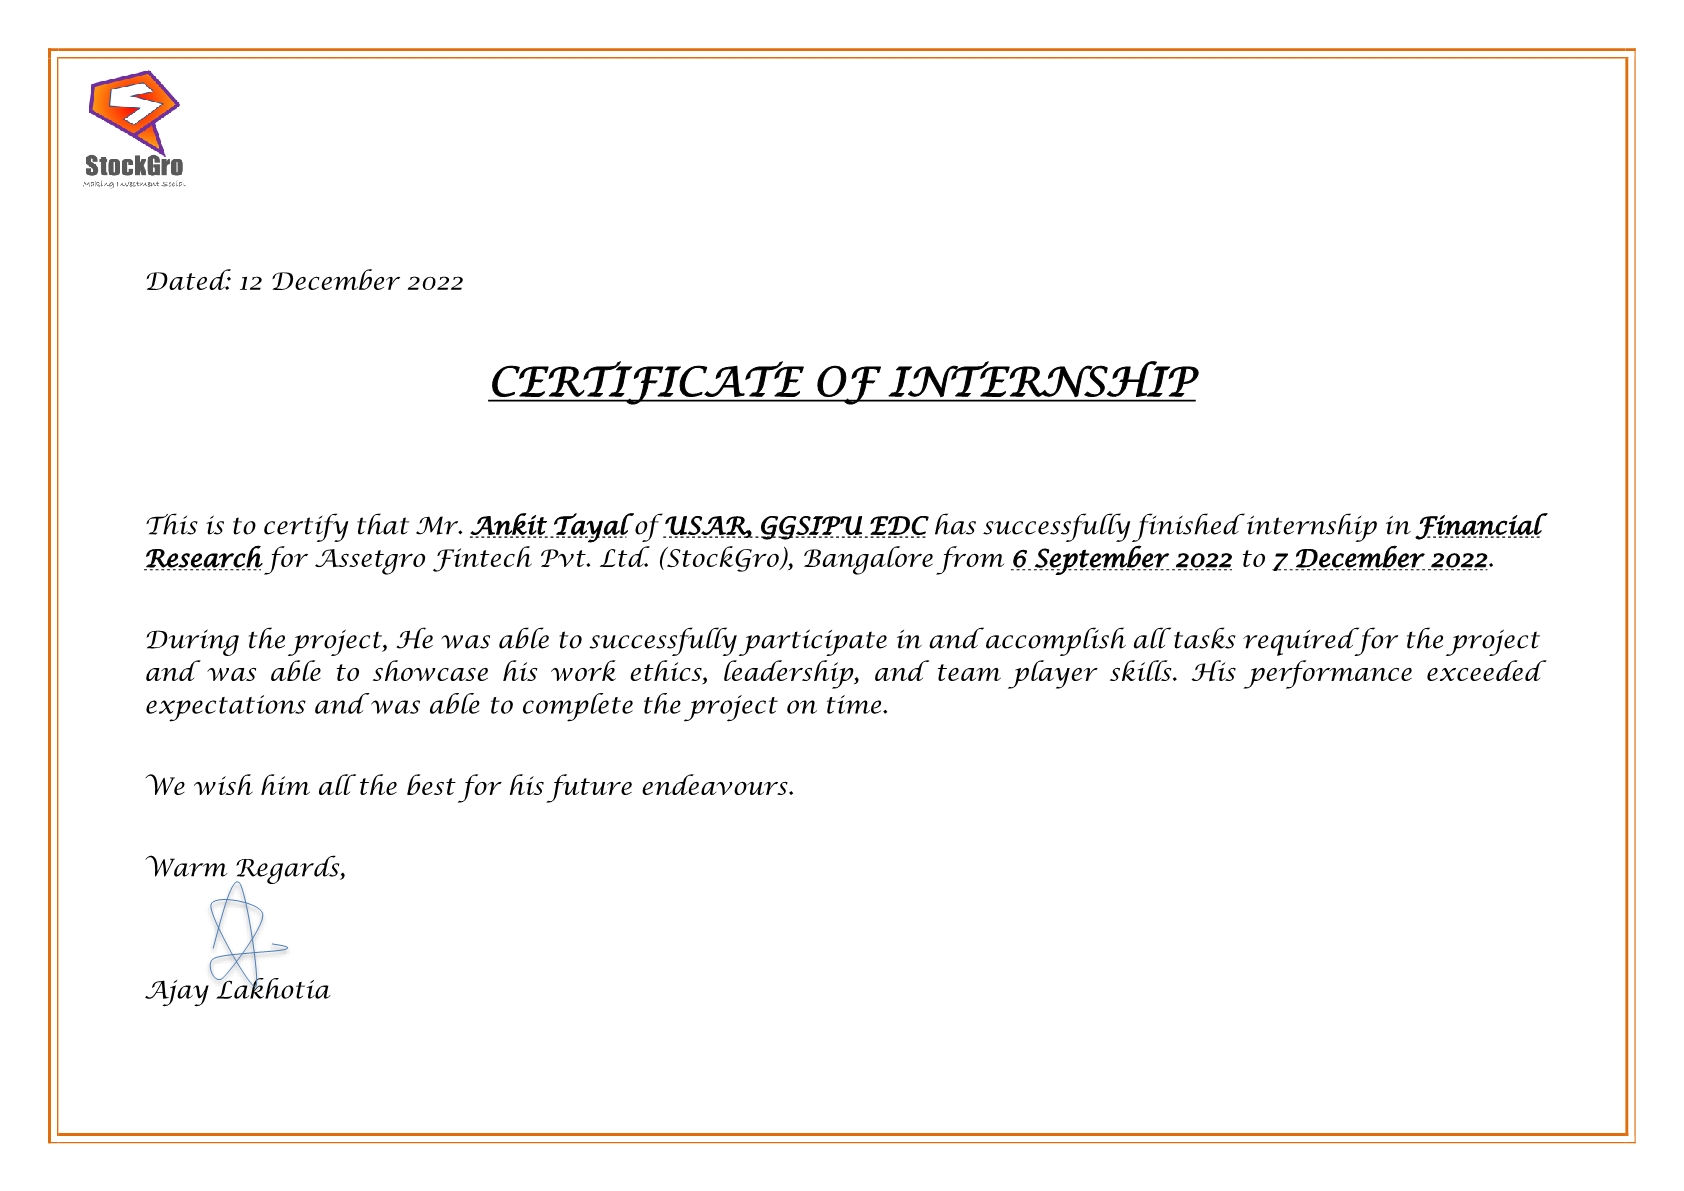 StockGro
Dated: 12 December 2022
CERTIFICATE OF INTERNSHIP
This is to certify that Mr. Ankit Tayal of USAR, GGSIPU EDC has successfully finished internship in Financial
Research for Assetgro Fintech Pvt. Ltd. (StockGro), Bangalore from 6 September 2022 to 7 December 2022.
During the project, He was able to successfully participate in and accomplish all tasks required for the project
and was able to showcase his work ethics, leadership, and team player skills. His performance exceeded
expectations and was able to complete the project on time.
We wish him all the best for his future endeavours.
Warm Regards,
Ajay Lakhotia